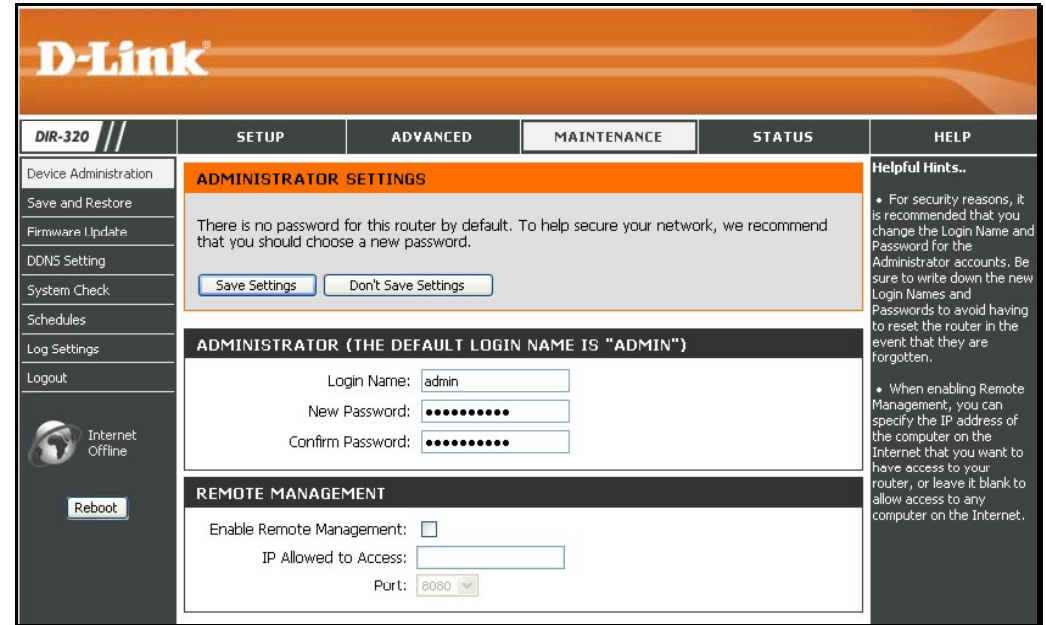 D-Link®
DIR-320
SETUP
ADVANCED
MAINTENANCE
STATUS
HELP
Device Administration
Save and Restore
Firmware Update
DDNS Setting
System Check
Schedules
Log Settings
Logout
Internet
Offline
Reboot
ADMINISTRATOR SETTINGS
There is no password for this router by default. To help secure your network, we recommend
that you should choose a new password.
Save Settings
Don't Save Settings
ADMINISTRATOR (THE DEFAULT LOGIN NAME IS "ADMIN")
Login Name: admin
New Password: ●●●●●●●●●●
Confirm Password: ●●●●●●●●●●
REMOTE MANAGEMENT
Enable Remote Management:
IP Allowed to Access:
Port: 8080
Helpful Hints..
• For security reasons, it
is recommended that you
change the Login Name and
Password for the
Administrator accounts. Be
sure to write down the new
Login Names and
Passwords to avoid having
to reset the router in the
event that they are
forgotten.
• When enabling Remote
Management, you can
specify the IP address of
the computer on the
Internet that you want to
have access to your
router, or leave it blank to
allow access to any
computer on the Internet.